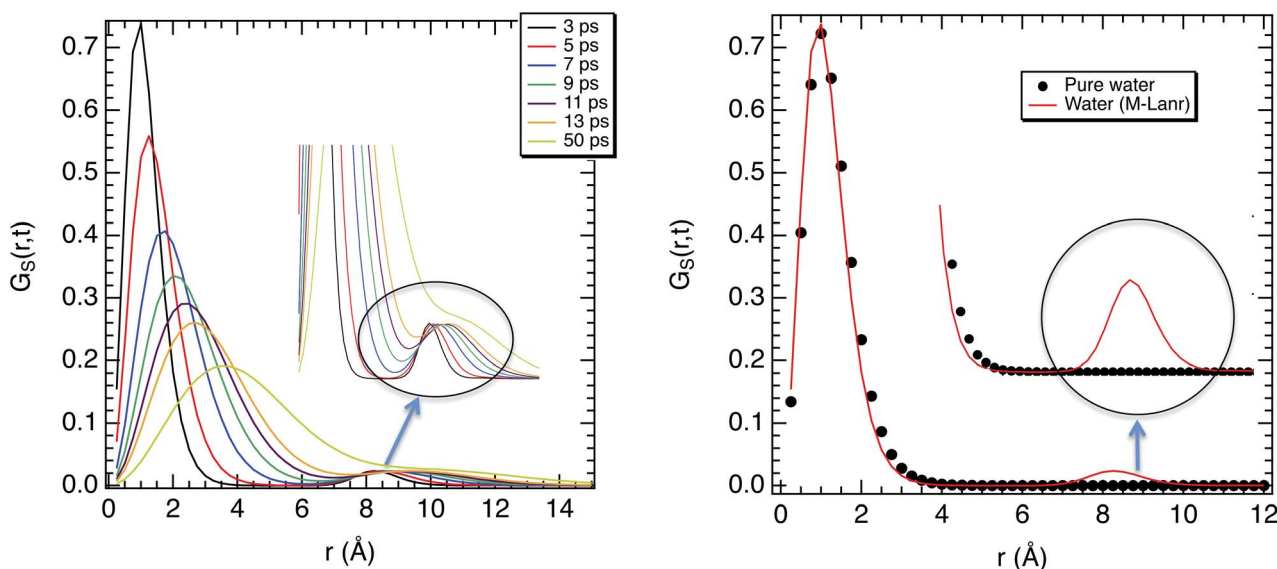 0.7
0.6
0.5
0.4
0.3
0.2
0.1
0.0
G_S(r,t)
0 2 4 6 8 10 12 14
r (Å)
3 ps
5 ps
7 ps
9 ps
11 ps
13 ps
50 ps
0.7
0.6
0.5
0.4
0.3
0.2
0.1
0.0
G_S(r,t)
0 2 4 6 8 10 12
r (Å)
Pure water
Water (M-Lanr)